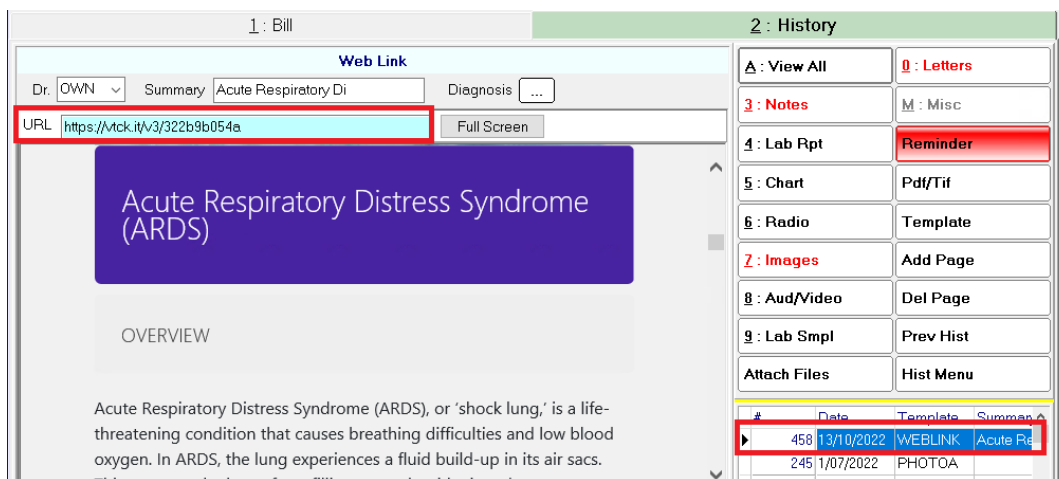 1 : Bill
2 : History
Web Link
Dr. OWN Summary Acute Respiratory Di Diagnosis ...
URL https://vtck.it/v3/322b9b054a Full Screen
Acute Respiratory Distress Syndrome
(ARDS)
OVERVIEW
Acute Respiratory Distress Syndrome (ARDS), or ‘shock lung,’ is a life-
threatening condition that causes breathing difficulties and low blood
oxygen. In ARDS, the lung experiences a fluid build-up in its air sacs.
A : View All
0 : Letters
3 : Notes
M : Misc
4 : Lab Rpt
Reminder
5 : Chart
Pdf/Tif
6 : Radio
Template
7 : Images
Add Page
8 : Aud/Video
Del Page
9 : Lab Smpl
Prev Hist
Attach Files
Hist Menu
# Date Template Summary
458 13/10/2022 WEBLINK Acute Re
245 1/07/2022 PHOTOA